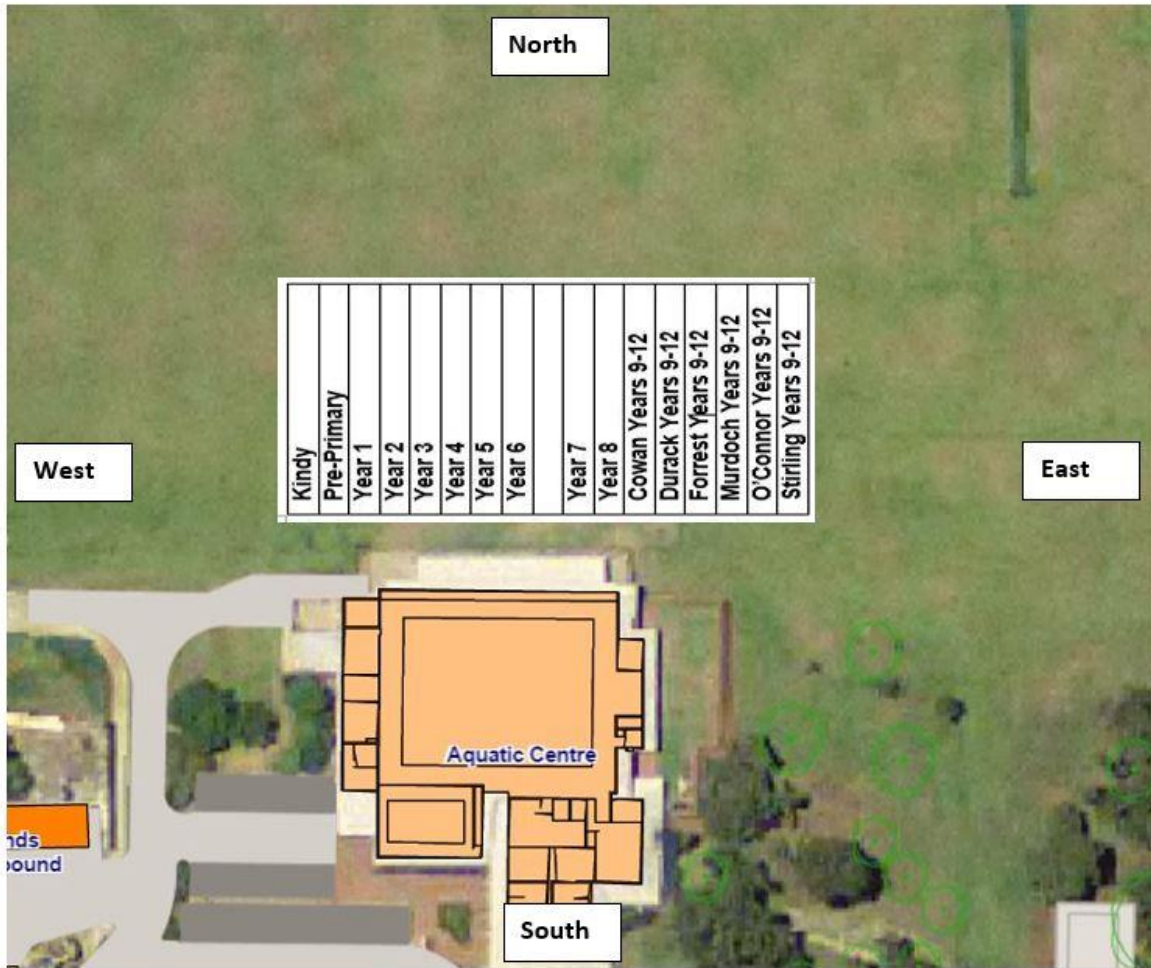 North
Kindy
Pre-Primary
Year 1
Year 2
Year 3
Year 4
Year 5
Year 6
Year 7
Year 8
Cowan Years 9-12
Durack Years 9-12
Forrest Years 9-12
Murdoch Years 9-12
O'Connor Years 9-12
Stirling Years 9-12
West
East
Aquatic Centre
nds
ound
South